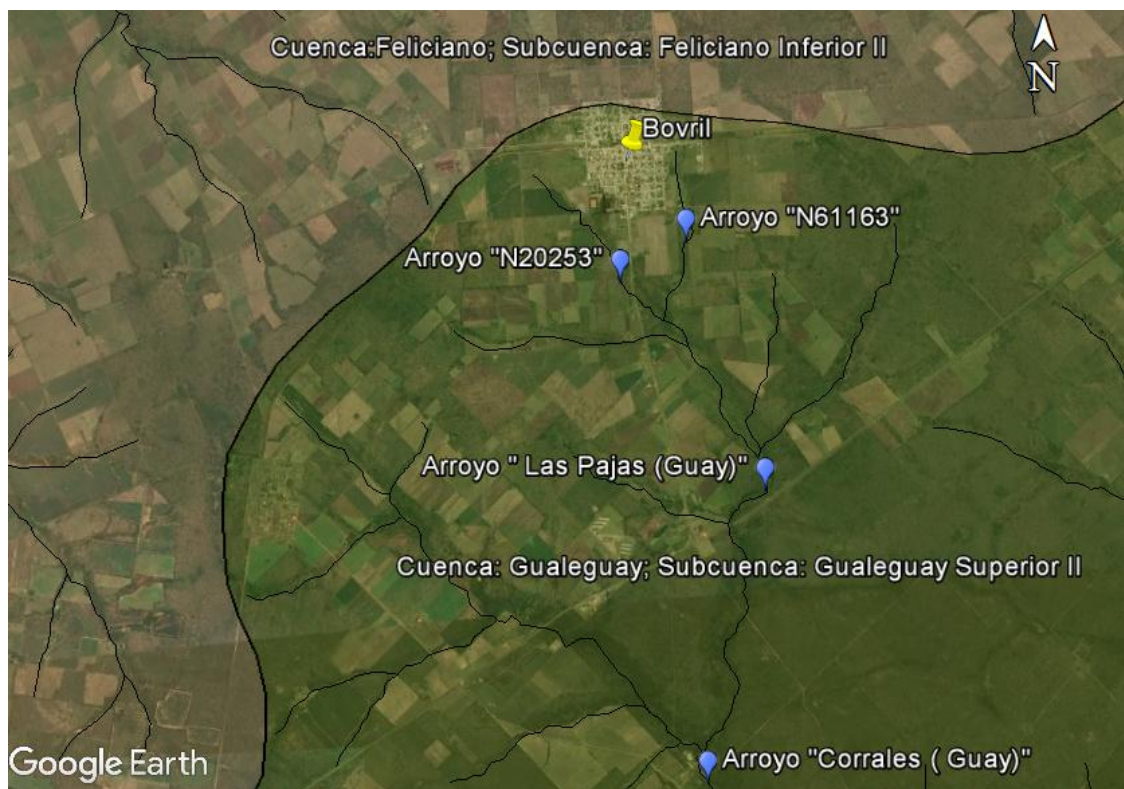 Cuenca:Feliciano; Subcuenca: Feliciano Inferior II
N
Bovril
Arroyo "N61163"
Arroyo "N20253"
Arroyo " Las Pajas (Guay)"
Cuenca: Gualeguay; Subcuenca: Gualeguay Superior II
Arroyo "Corrales ( Guay)"
Google Earth